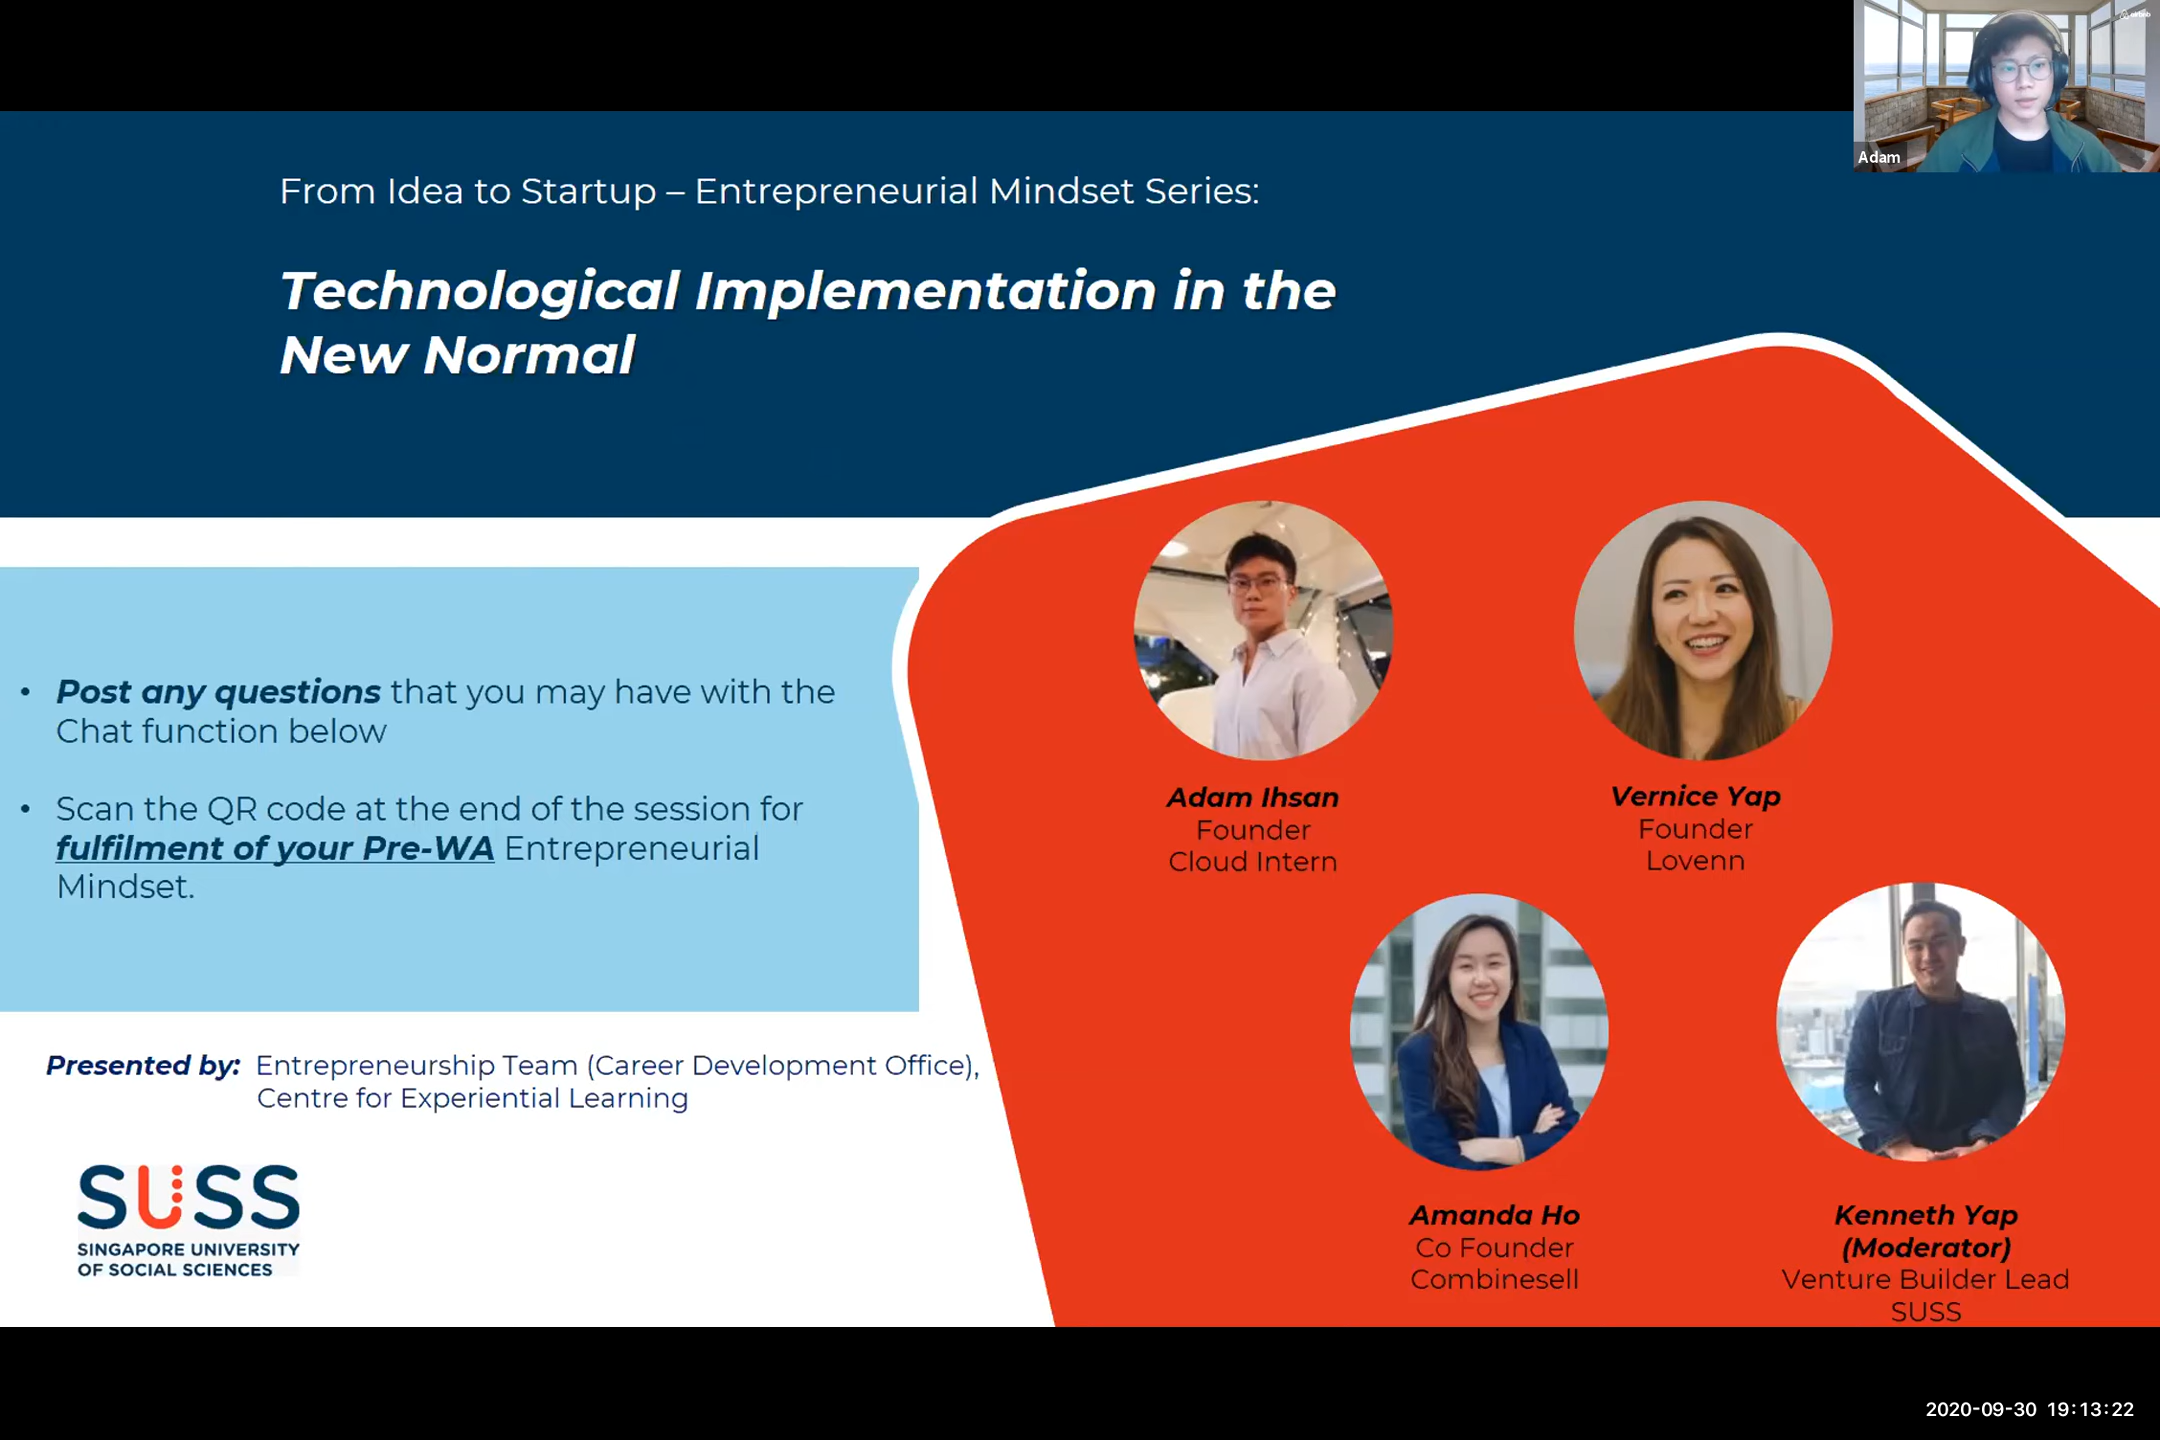 Adam
From Idea to Startup – Entrepreneurial Mindset Series:
Technological Implementation in the
New Normal
• Post any questions that you may have with the
Chat function below
• Scan the QR code at the end of the session for
fulfilment of your Pre-WA Entrepreneurial
Mindset.
Presented by: Entrepreneurship Team (Career Development Office),
Centre for Experiential Learning
SUSS
SINGAPORE UNIVERSITY
OF SOCIAL SCIENCES
Adam Ihsan
Founder
Cloud Intern
Vernice Yap
Founder
Lovenn
Amanda Ho
Co Founder
Combinesell
Kenneth Yap
(Moderator)
Venture Builder Lead
SUSS
2020-09-30 19:13:22